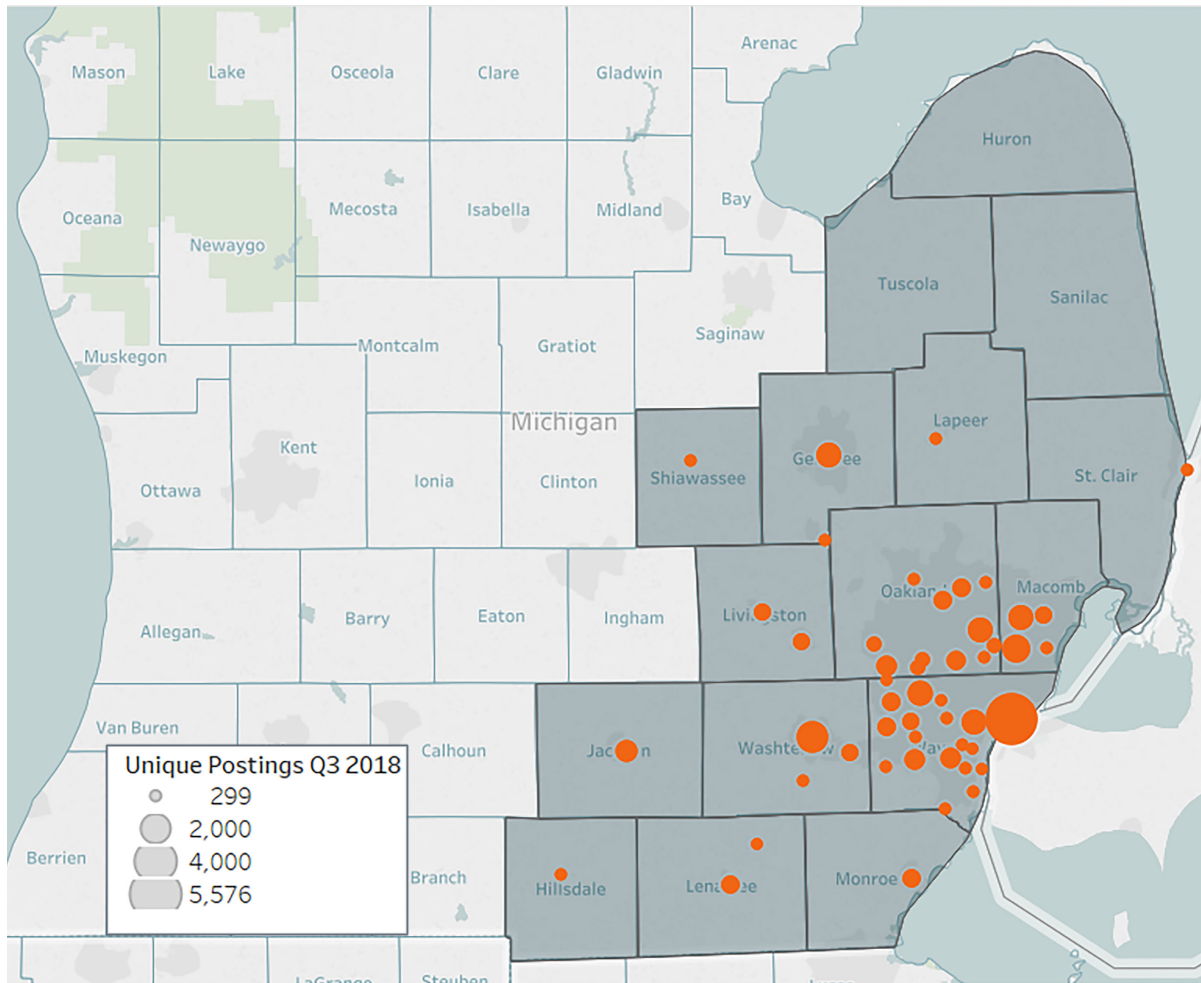 Arenac
Mason
Lake
Osceola
Clare
Gladwin
Huron
Oceana
Newaygo
Mecosta
Isabella
Midland
Bay
Tuscola
Sanilac
Muskegon
Montcalm
Gratiot
Saginaw
Michigan
Lapeer
Kent
Ottawa
Ionia
Clinton
Shiawassee
St. Clair
Oakland
Macomb
Allegan
Barry
Eaton
Ingham
Van Buren
Calhoun
Unique Postings Q3 2018
299
2,000
4,000
5,576
Berrien
Branch
Hillsdale
Monroe
LaGrange
Steuben